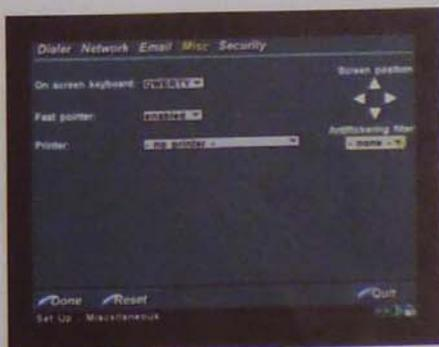 Dialer Network Email Misc Security
Screen position
On screen keyboard: QWERTY
Fast pointer: enabled
Antiflickering filter
Printer: - no printer -
- none -
Done Reset Quit
Set Up Miscellaneous